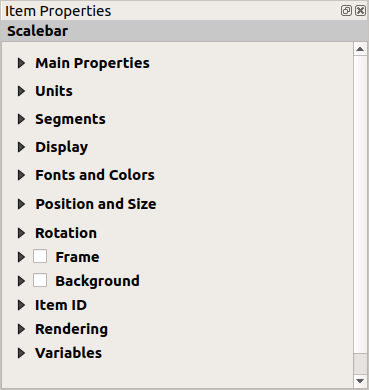 Item Properties
Scalebar
Main Properties
Units
Segments
Display
Fonts and Colors
Position and Size
Rotation
Frame
Background
Item ID
Rendering
Variables